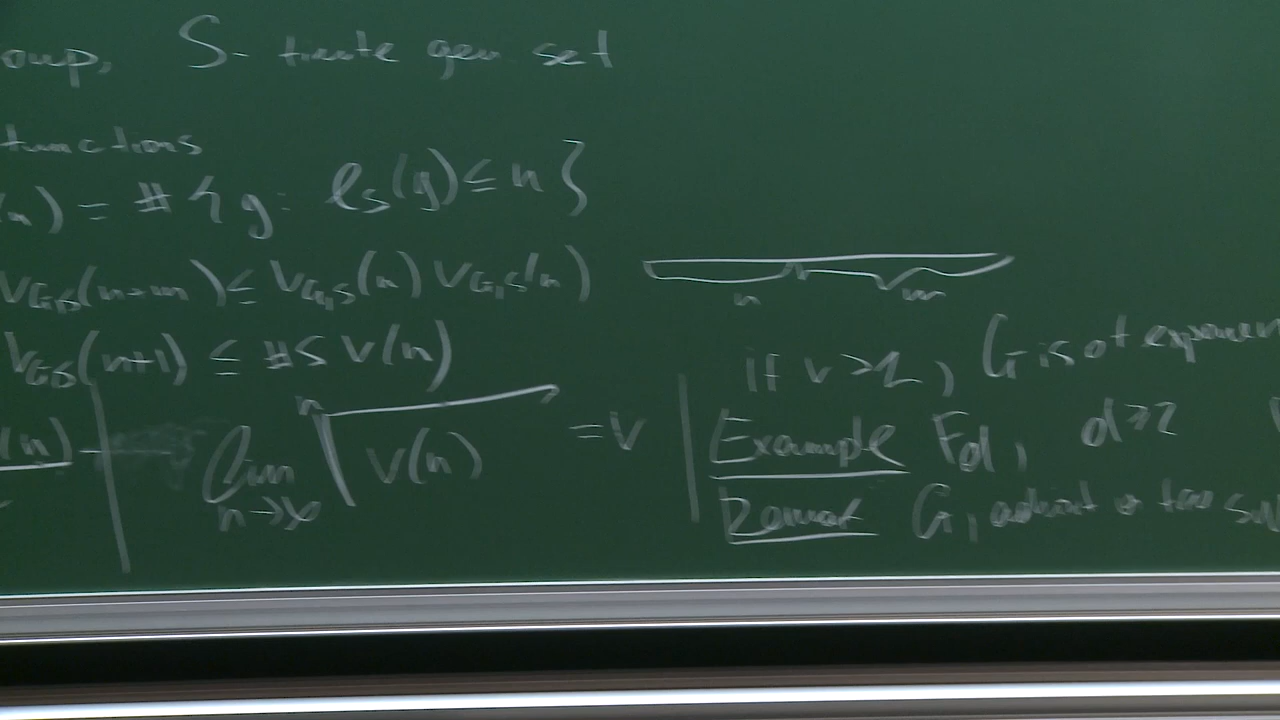 oup, S- finite gen set
functions
(n) = # { g: ℓ_S(g) ≤ n }
V_{G,S}(n+m) ≤ V_{G,S}(n) V_{G,S}(m)
n m
V_{G,S}(n+1) ≤ #S V(n)
(n)
lim_{n→∞} ⁿ√V(n) = v
If v > 1, G is of exponen
Example F_d, d ≥ 2
Remark G,